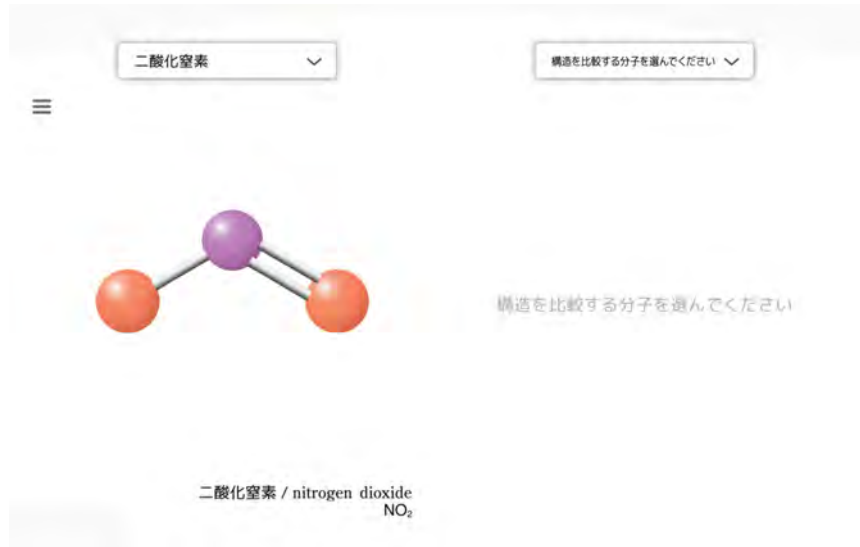 二酸化窒素
構造を比較する分子を選んでください
構造を比較する分子を選んでください
二酸化窒素 / nitrogen dioxide
NO₂